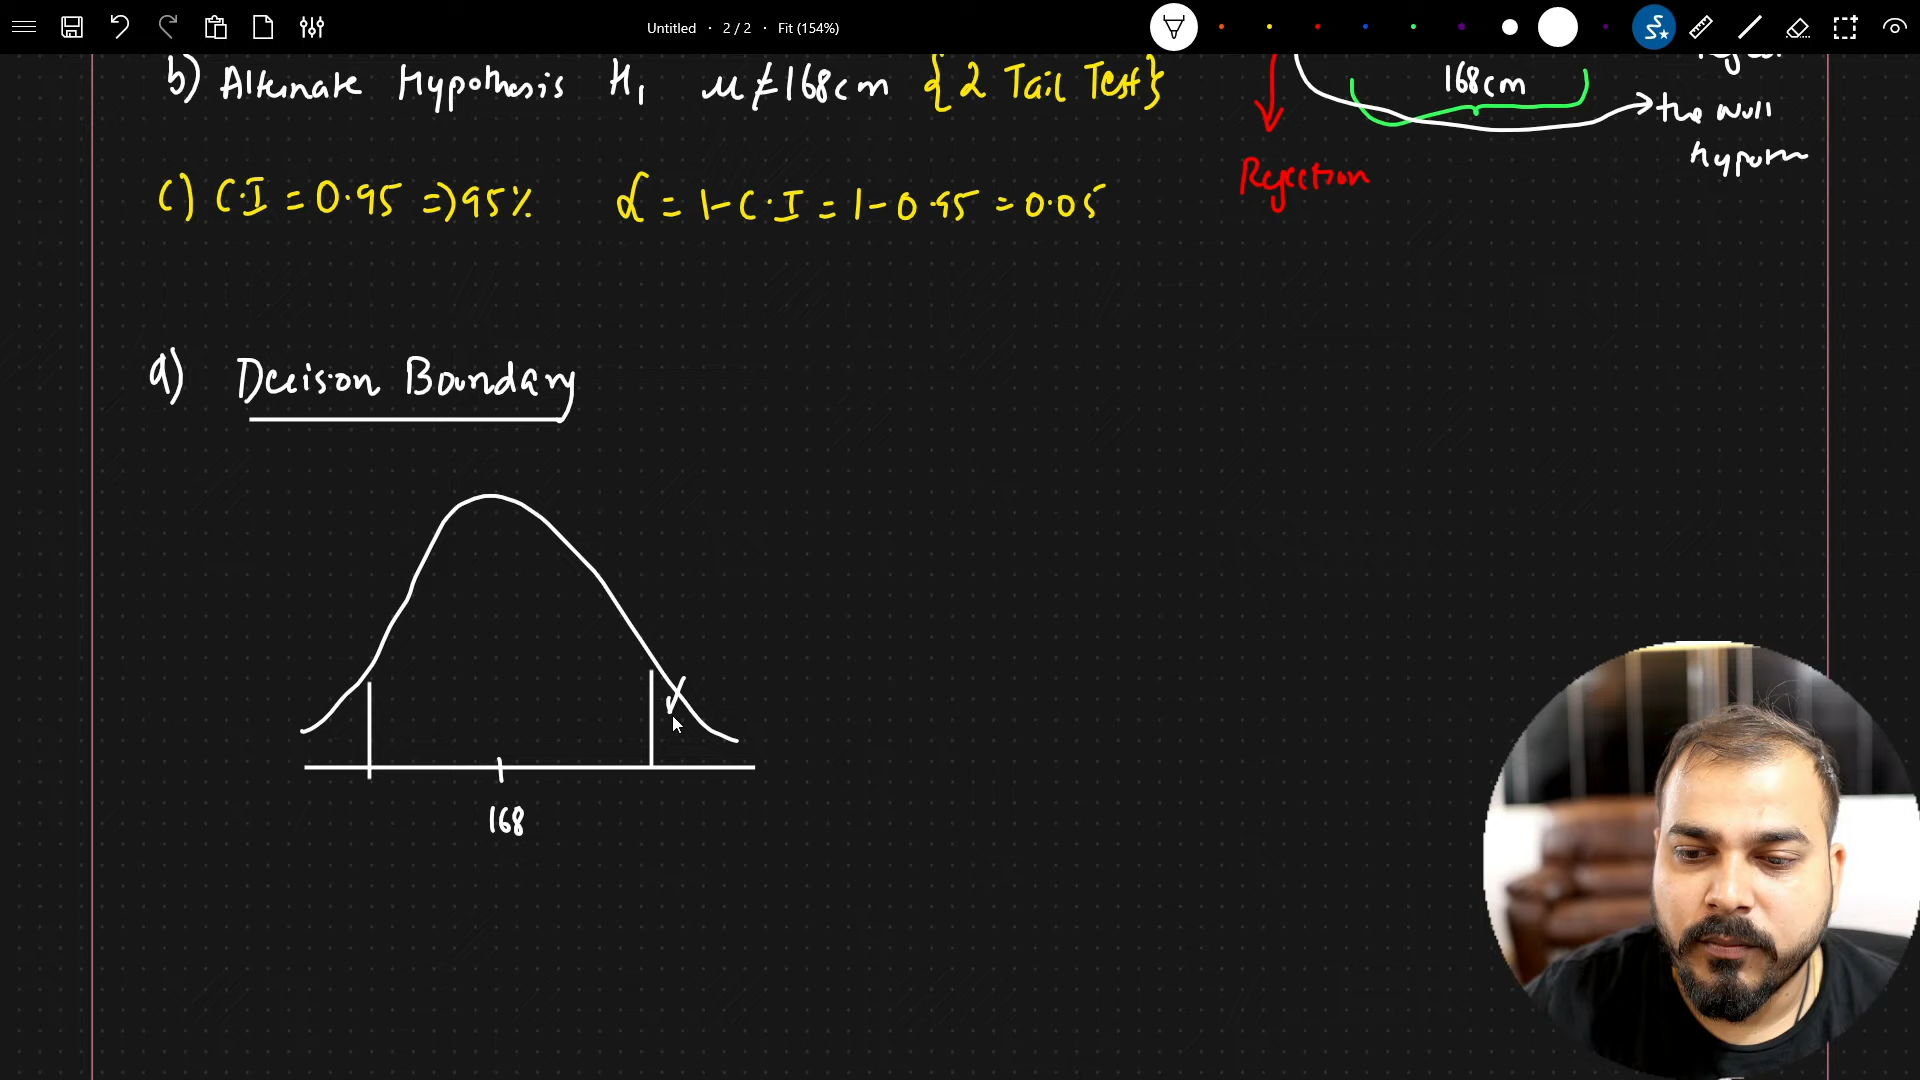 Untitled · 2 / 2 · Fit (154%)
b) Alternate Hypothesis H1 μ≠168cm {2 Tail Test}
168cm
the Null
Rejection
c) C.I = 0.95 => 95% α = 1-C.I = 1-0.95 = 0.05
d) Decision Boundary
168